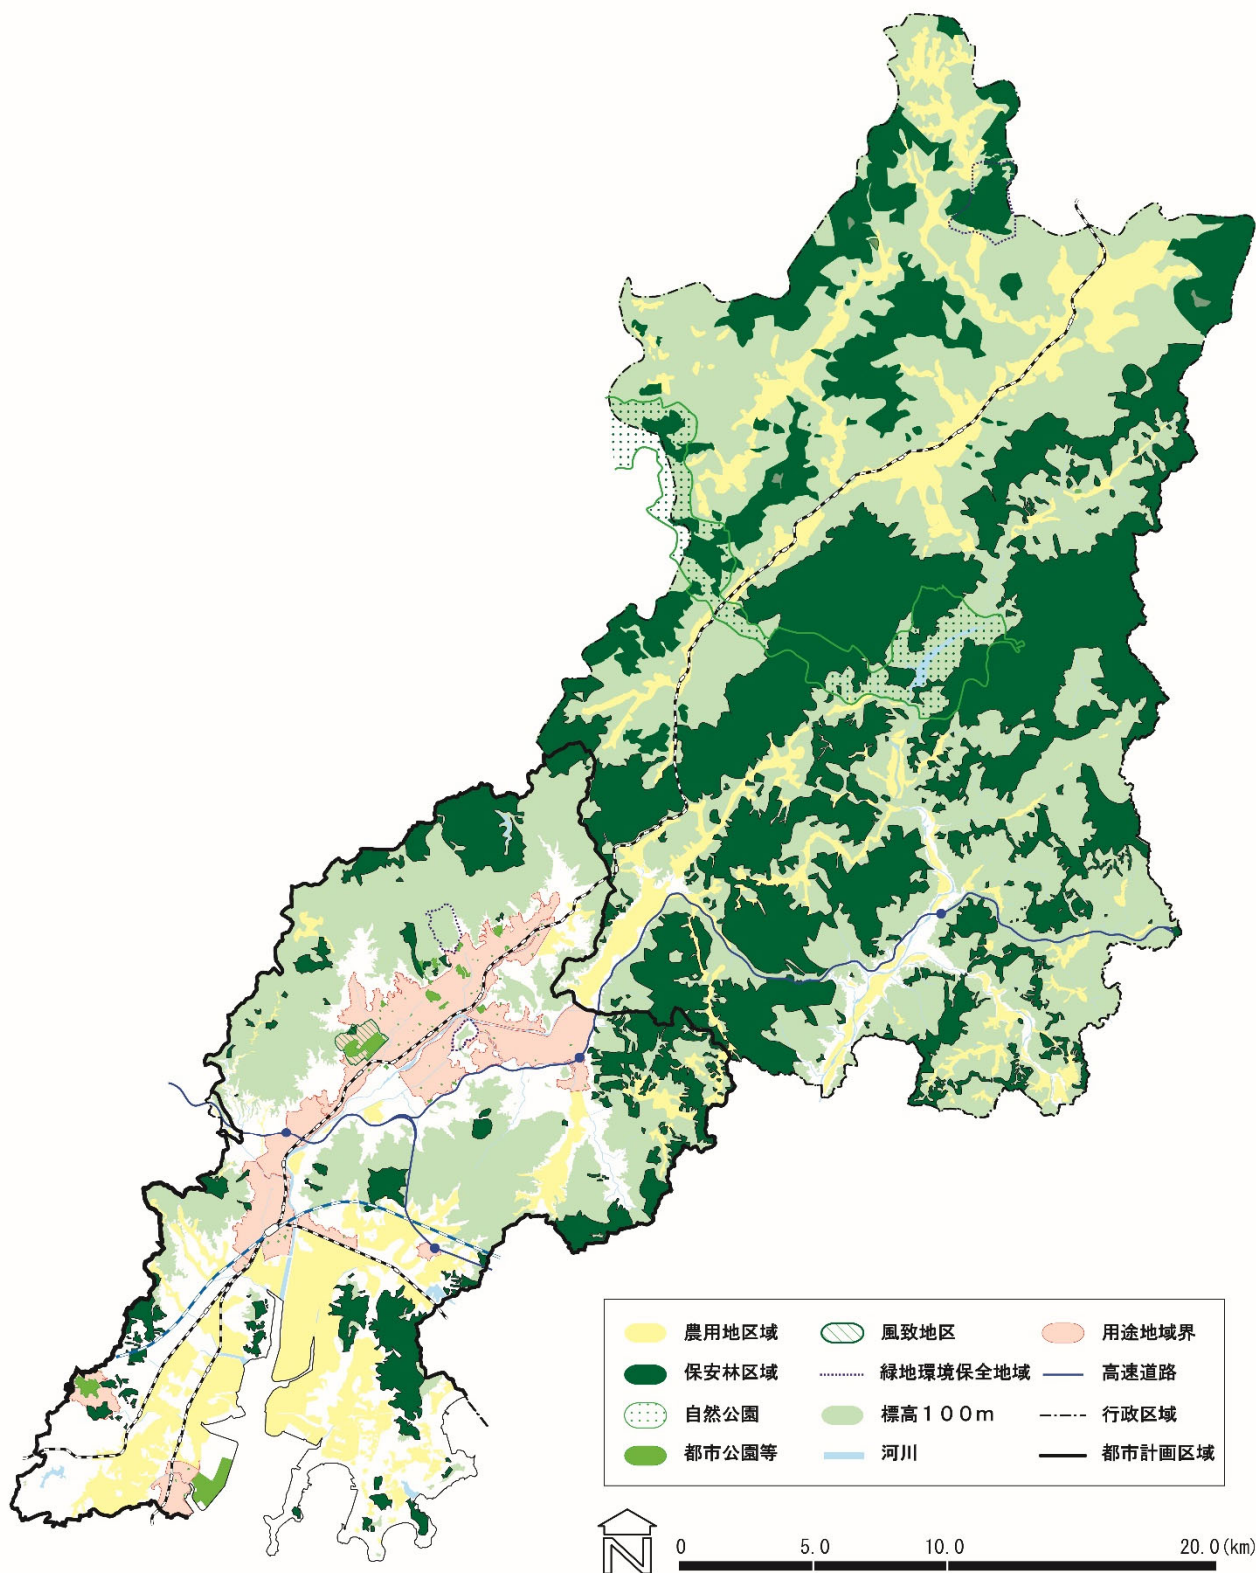 農用地区域 風致地区 用途地域界
保安林区域 緑地環境保全地域 高速道路
自然公園 標高１００ｍ 行政区域
都市公園等 河川 都市計画区域
N
0 5.0 10.0 20.0(km)